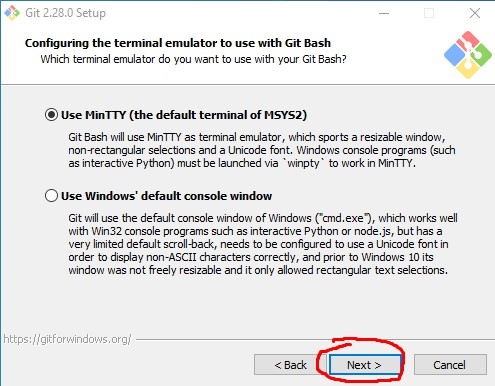 Git 2.28.0 Setup
Configuring the terminal emulator to use with Git Bash
Which terminal emulator do you want to use with your Git Bash?
Use MinTTY (the default terminal of MSYS2)
Git Bash will use MinTTY as terminal emulator, which sports a resizable window,
non-rectangular selections and a Unicode font. Windows console programs (such
as interactive Python) must be launched via `winpty` to work in MinTTY.
Use Windows' default console window
Git will use the default console window of Windows ("cmd.exe"), which works well
with Win32 console programs such as interactive Python or node.js, but has a
very limited default scroll-back, needs to be configured to use a Unicode font in
order to display non-ASCII characters correctly, and prior to Windows 10 its
window was not freely resizable and it only allowed rectangular text selections.
https://gitforwindows.org/
< Back
Next >
Cancel